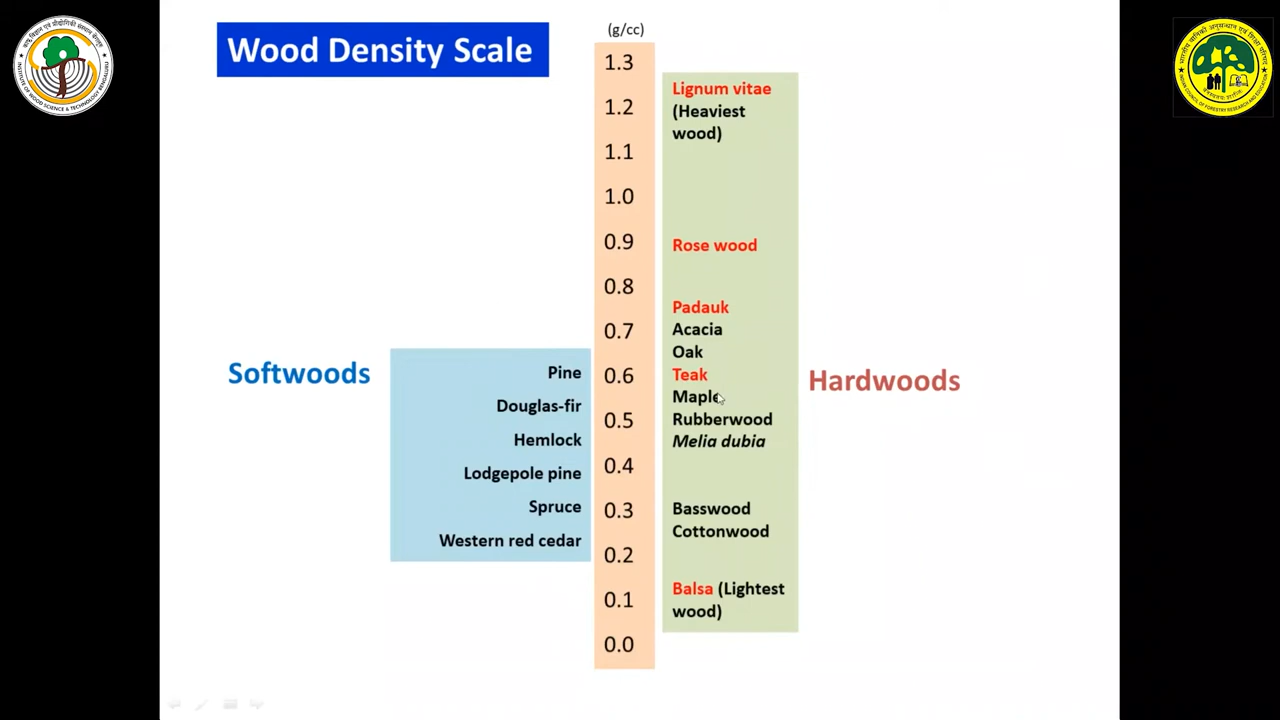 Wood Density Scale
(g/cc)
1.3
1.2
1.1
1.0
0.9
0.8
0.7
0.6
0.5
0.4
0.3
0.2
0.1
0.0
Softwoods
Pine
Douglas-fir
Hemlock
Lodgepole pine
Spruce
Western red cedar
Lignum vitae
(Heaviest
wood)
Rose wood
Padauk
Acacia
Oak
Teak
Maple
Rubberwood
Melia dubia
Basswood
Cottonwood
Balsa (Lightest
wood)
Hardwoods